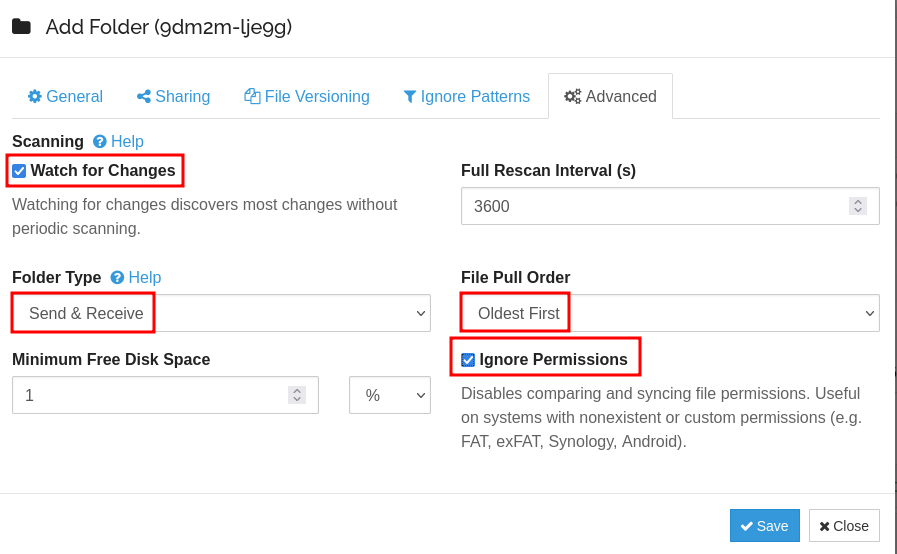 Add Folder (9dm2m-lje9g)
General Sharing File Versioning Ignore Patterns Advanced
Scanning Help
Watch for Changes
Watching for changes discovers most changes without
periodic scanning.
Full Rescan Interval (s)
3600
Folder Type Help
Send & Receive
File Pull Order
Oldest First
Minimum Free Disk Space
1 %
Ignore Permissions
Disables comparing and syncing file permissions. Useful
on systems with nonexistent or custom permissions (e.g.
FAT, exFAT, Synology, Android).
Save Close